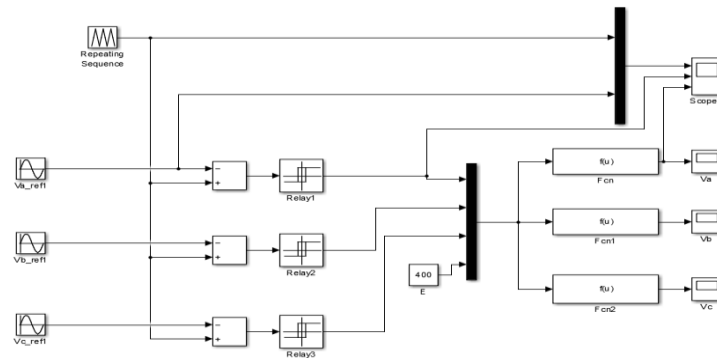 Repeating
Sequence
Scope
Va_ref1
−
+
Relay1
f(u)
Fcn
Va
Vb_ref1
−
+
Relay2
f(u)
Fcn1
Vb
400
E
f(u)
Fcn2
Vc
Vc_ref1
−
+
Relay3